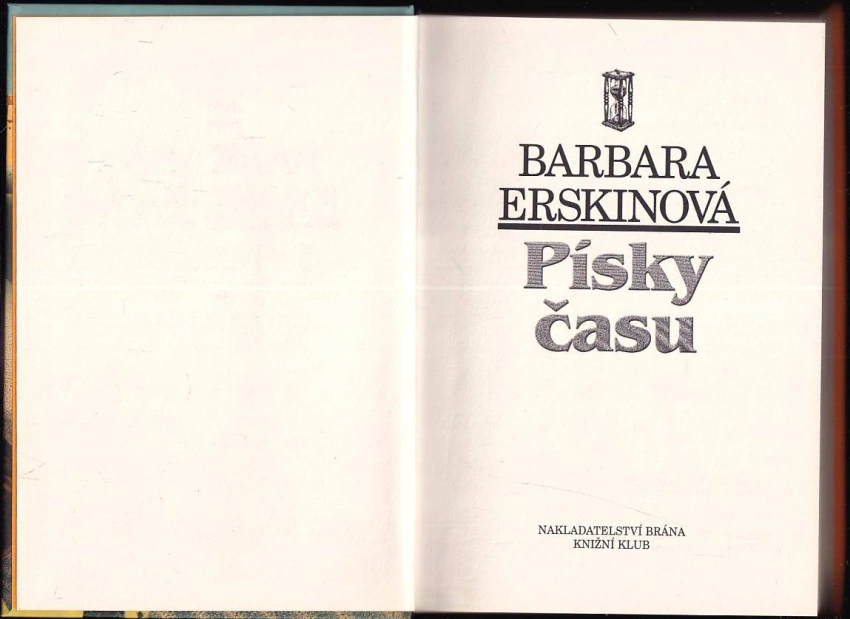 BARBARA
ERSKINOVÁ
Písky
času
NAKLADATELSTVÍ BRÁNA
KNIŽNÍ KLUB